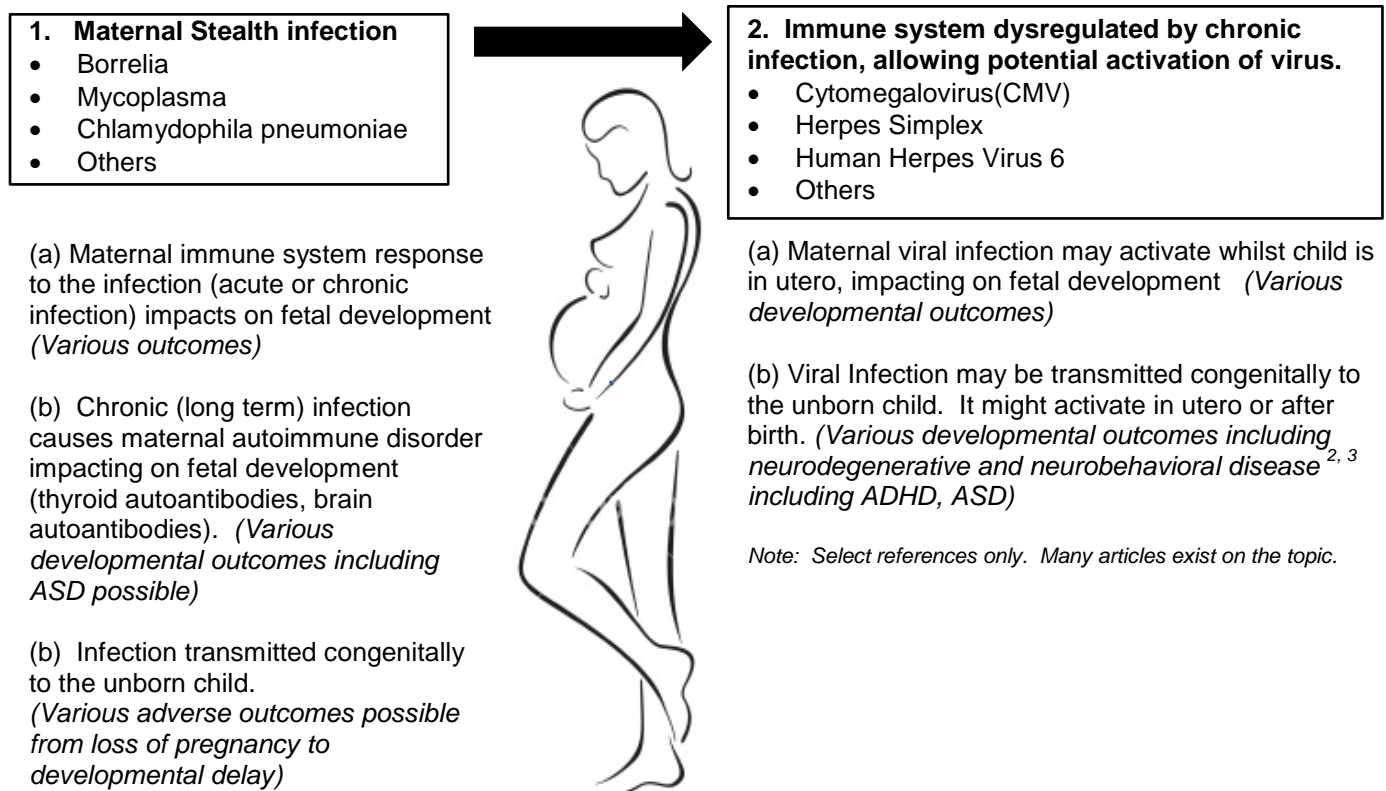 1. Maternal Stealth infection
• Borrelia
• Mycoplasma
• Chlamydophila pneumoniae
• Others
(a) Maternal immune system response
to the infection (acute or chronic
infection) impacts on fetal development
(Various outcomes)
(b) Chronic (long term) infection
causes maternal autoimmune disorder
impacting on fetal development
(thyroid autoantibodies, brain
autoantibodies). (Various
developmental outcomes including
ASD possible)
(b) Infection transmitted congenitally
to the unborn child.
(Various adverse outcomes possible
from loss of pregnancy to
developmental delay)
2. Immune system dysregulated by chronic
infection, allowing potential activation of virus.
• Cytomegalovirus(CMV)
• Herpes Simplex
• Human Herpes Virus 6
• Others
(a) Maternal viral infection may activate whilst child is
in utero, impacting on fetal development (Various
developmental outcomes)
(b) Viral Infection may be transmitted congenitally to
the unborn child. It might activate in utero or after
birth. (Various developmental outcomes including
neurodegenerative and neurobehavioral disease 2, 3
including ADHD, ASD)
Note: Select references only. Many articles exist on the topic.